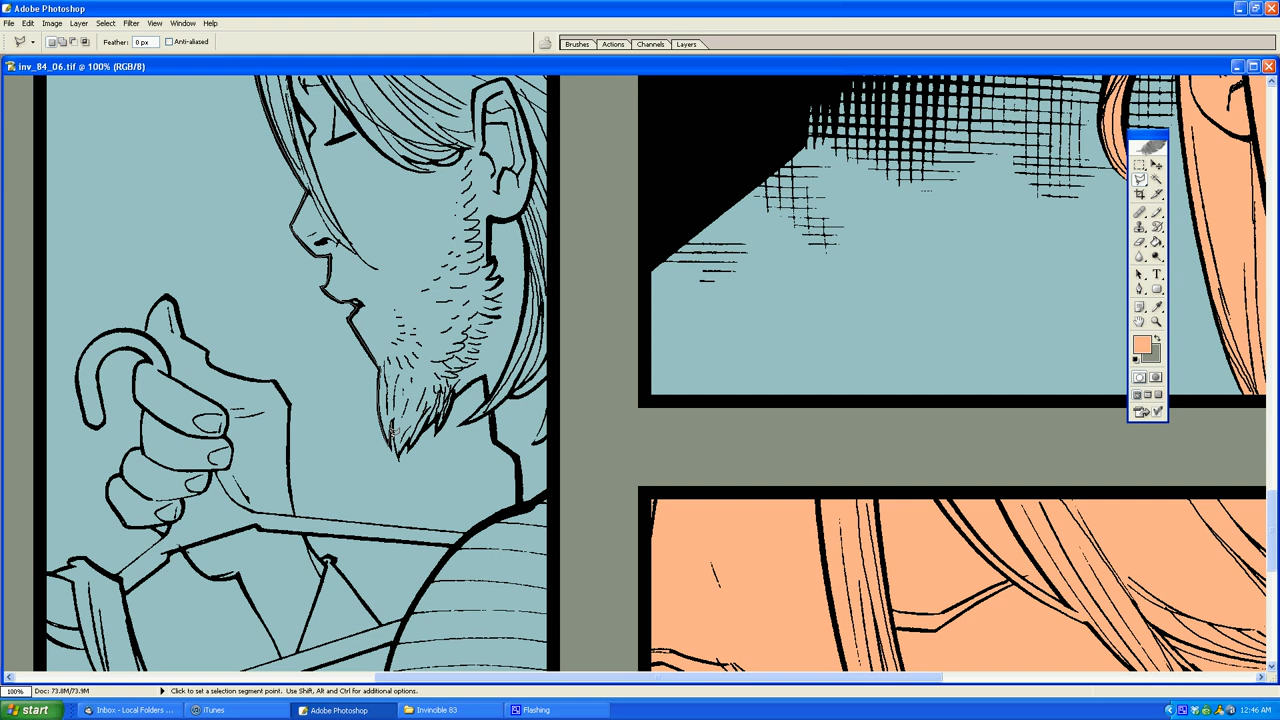 Adobe Photoshop
File Edit Image Layer Select Filter View Window Help
Feather: 0 px Anti-aliased Brushes Actions Channels Layers
inv_84_06.tif @ 100% (RGB/8)
T
100% Doc: 73.8M/73.9M Click to set a selection segment point. Use Shift, Alt and Ctrl for additional options.
start Inbox - Local Folders ... iTunes Adobe Photoshop Invincible 83 Flashing 12:46 AM